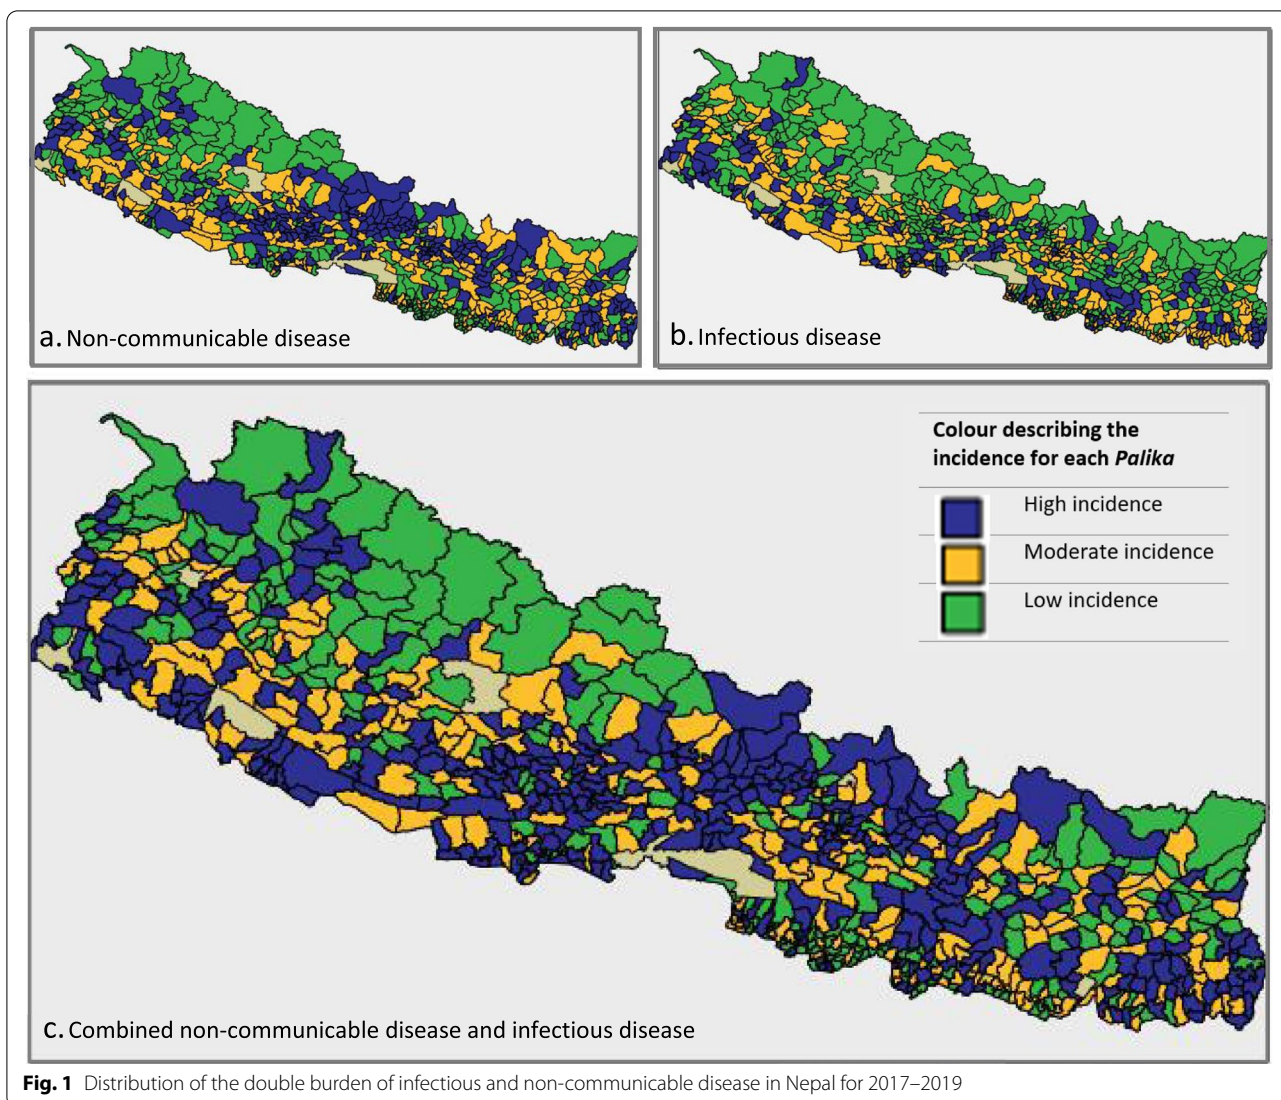 a. Non-communicable disease
b. Infectious disease
Colour describing the
incidence for each Palika
High incidence
Moderate incidence
Low incidence
c. Combined non-communicable disease and infectious disease
Fig. 1 Distribution of the double burden of infectious and non-communicable disease in Nepal for 2017–2019